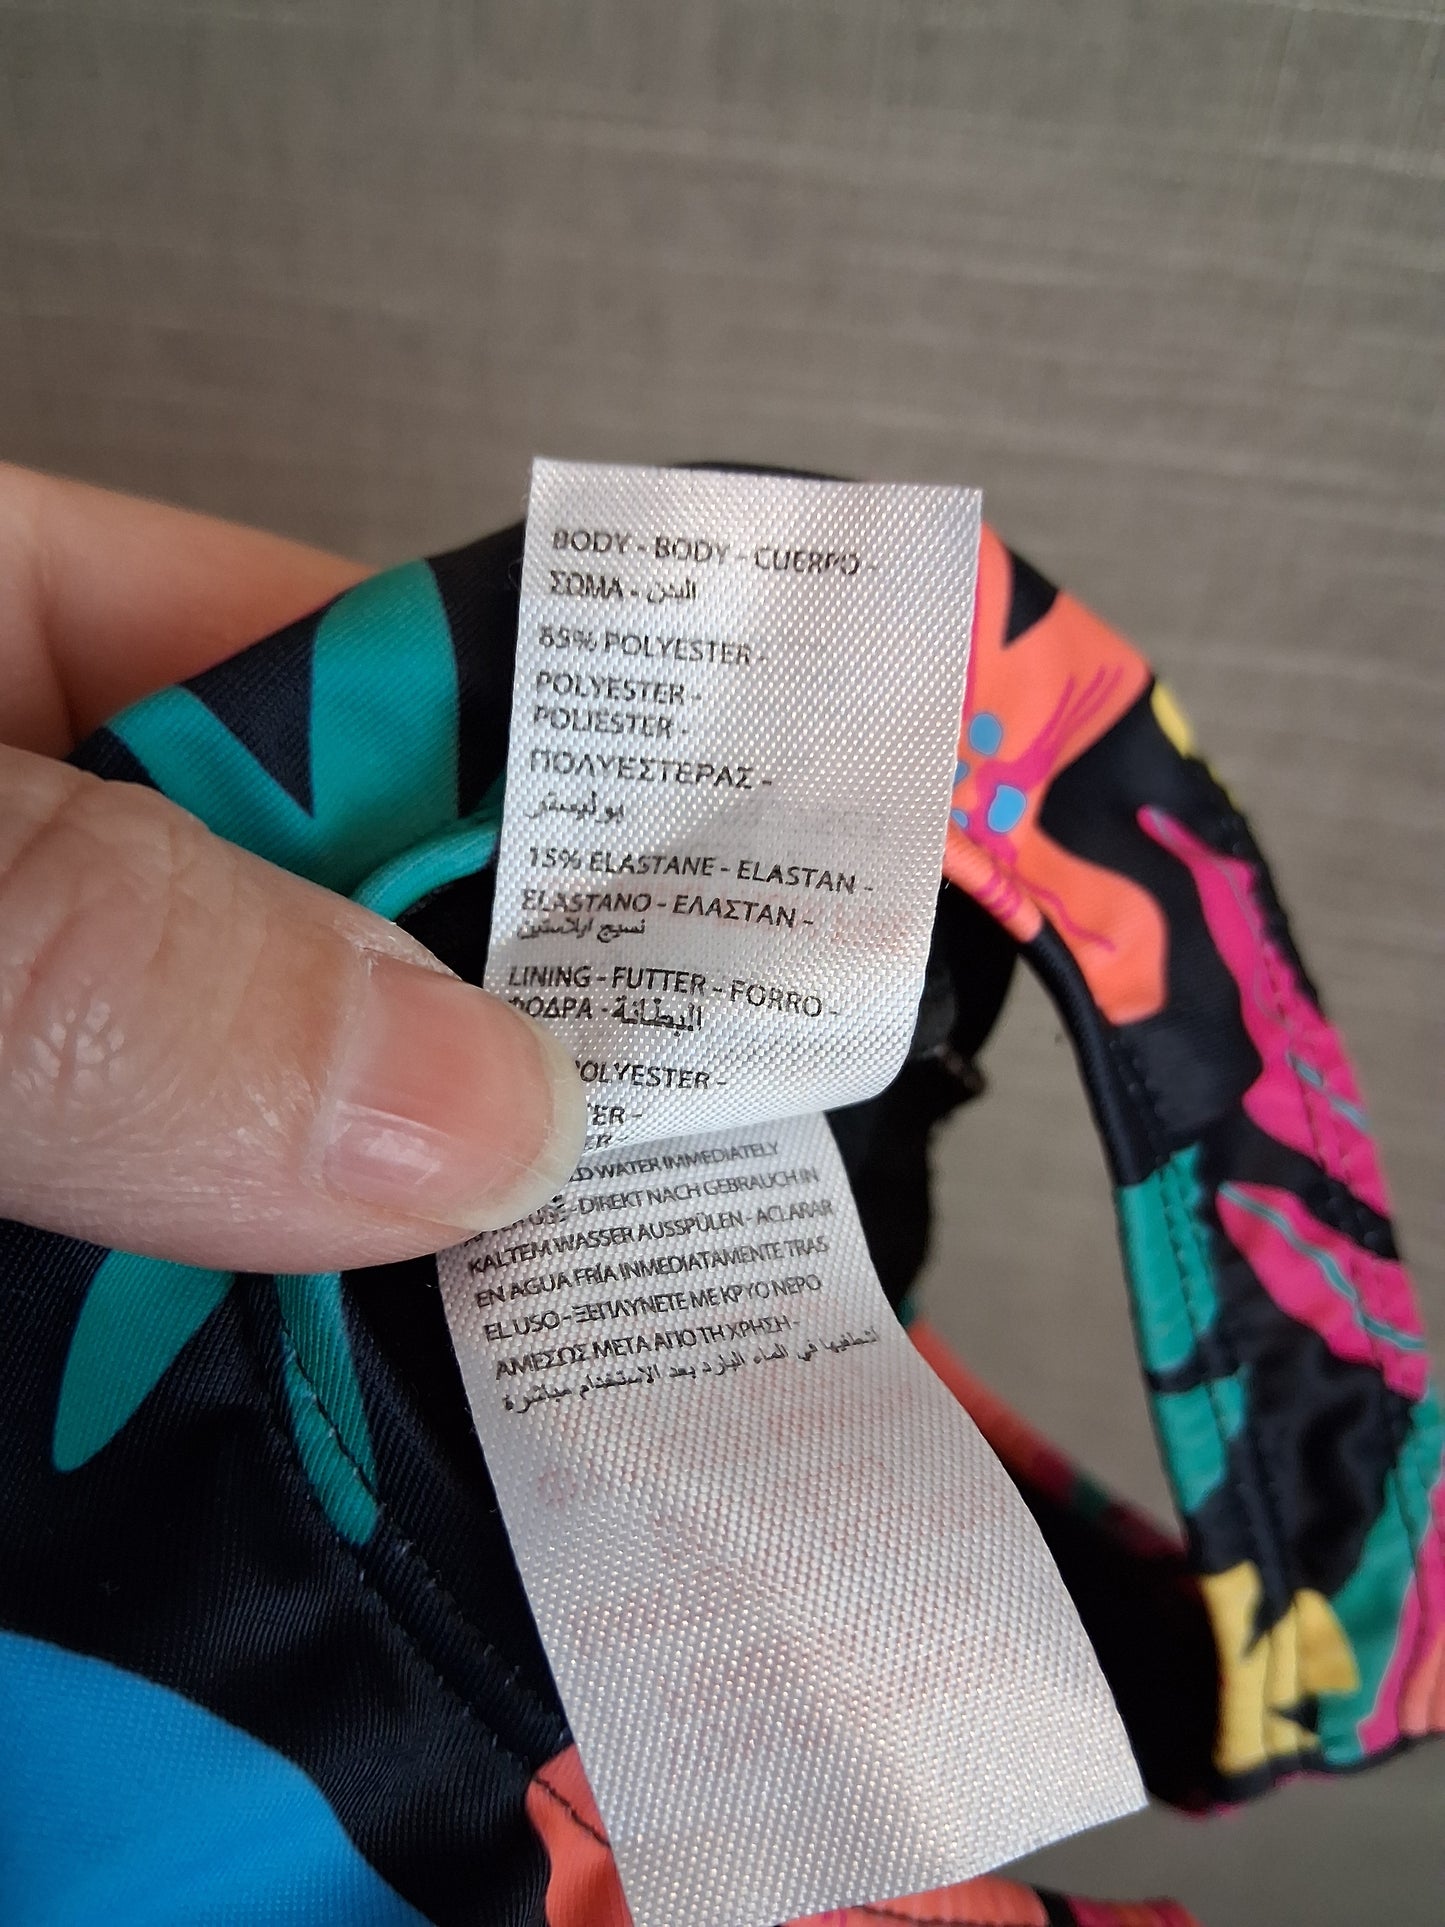 BODY - BODY - CUERPO -
ΣΩΜΑ - البدن
85% POLYESTER -
POLYESTER -
POLIESTER -
ΠΟΛΥΕΣΤΕΡΑΣ -
بوليستر
15% ELASTANE - ELASTAN -
ELASTANO - ΕΛΑΣΤΑΝ -
نسيج ايلاستين
LINING - FUTTER - FORRO -
ΦΟΔΡΑ - البطانة
POLYESTER -
WATER IMMEDIATELY
USE - DIREKT NACH GEBRAUCH IN
KALTEM WASSER AUSSPÜLEN - ACLARAR
EN AGUA FRÍA INMEDIATAMENTE TRAS
EL USO - ΞΕΠΛΥΝΕΤΕ ΜΕ ΚΡΥΟ ΝΕΡΟ
ΑΜΕΣΩΣ ΜΕΤΑ ΑΠΟ ΤΗ ΧΡΗΣΗ -
اشطفيها في الماء البارد بعد الاستخدام مباشرة